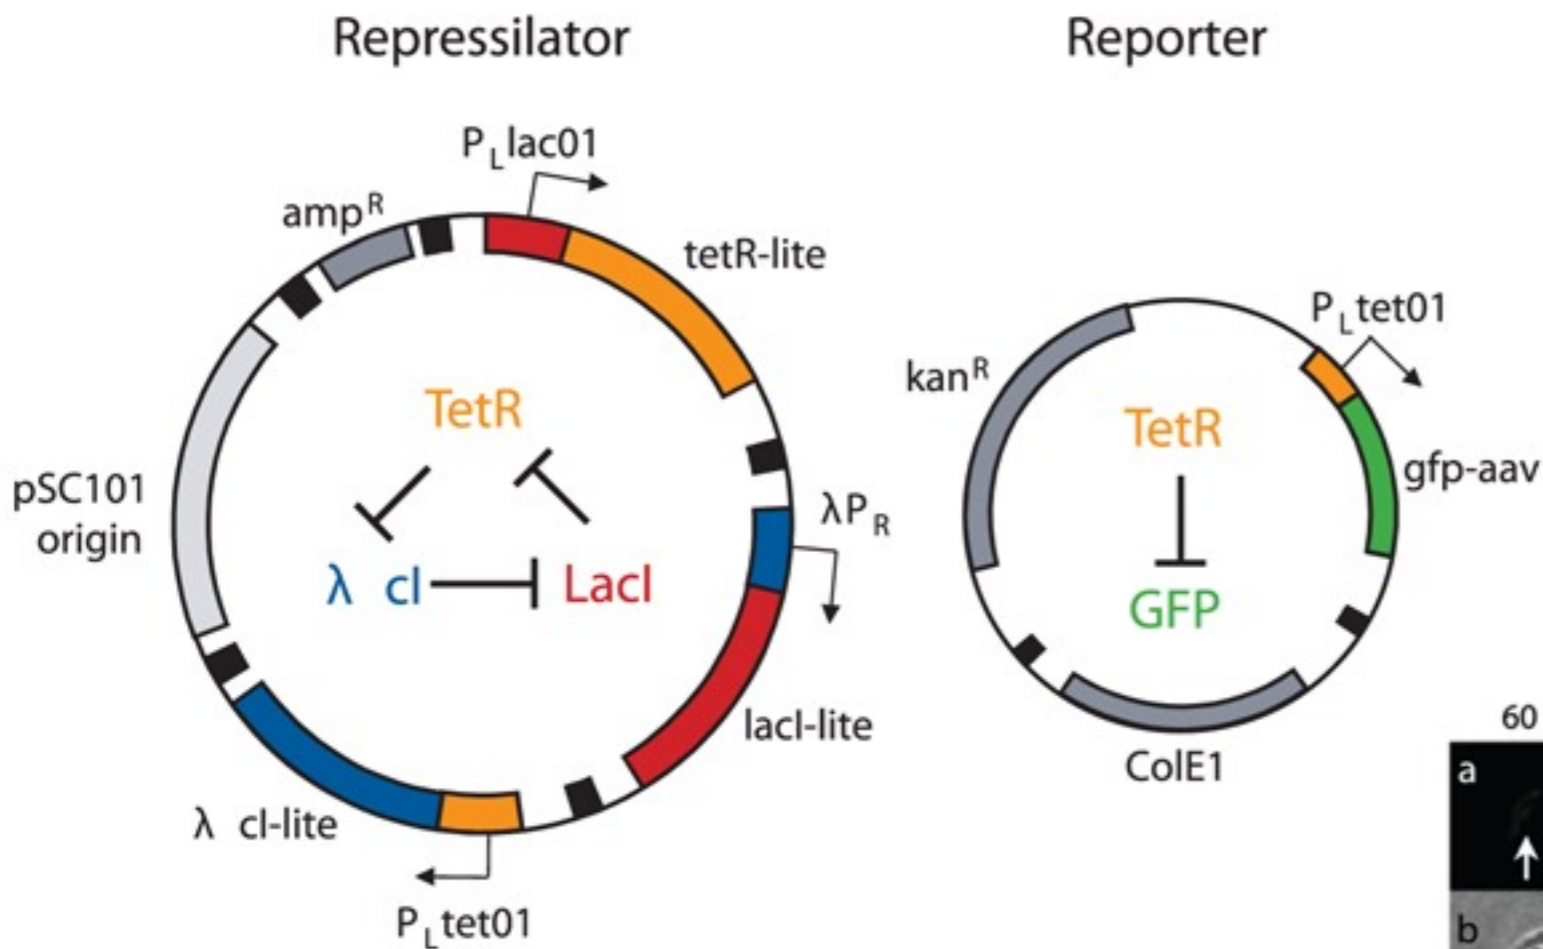 Repressilator
Reporter
PLlac01
ampR
tetR-lite
PLtet01
kanR
TetR
TetR
gfp-aav
pSC101
origin
λPR
λ cI
LacI
GFP
lacI-lite
60
ColE1
a
λ cI-lite
PLtet01
b